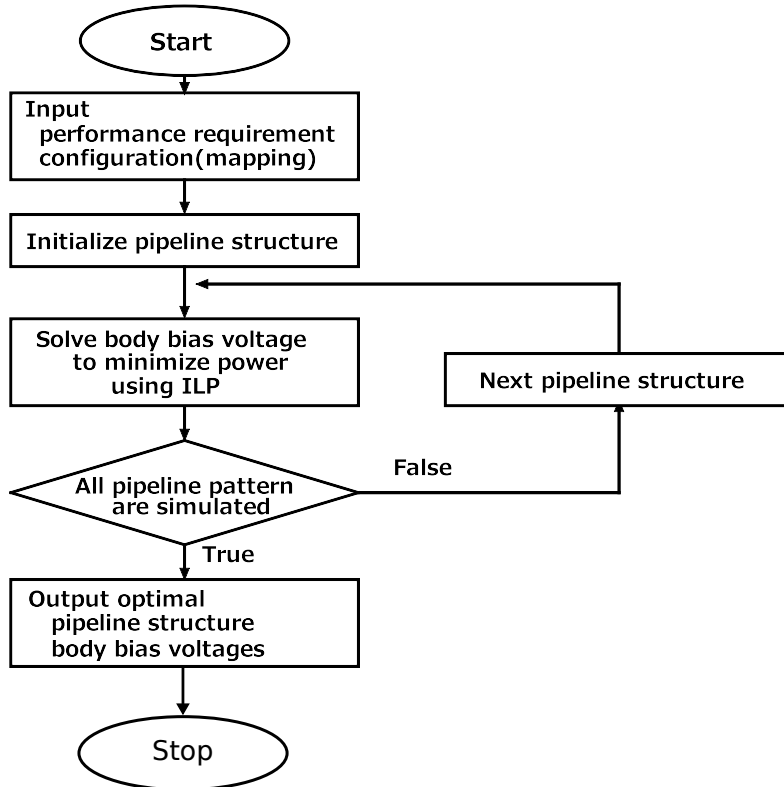 Start
Input
performance requirement
configuration(mapping)
Initialize pipeline structure
Solve body bias voltage
to minimize power
using ILP
Next pipeline structure
False
All pipeline pattern
are simulated
True
Output optimal
pipeline structure
body bias voltages
Stop